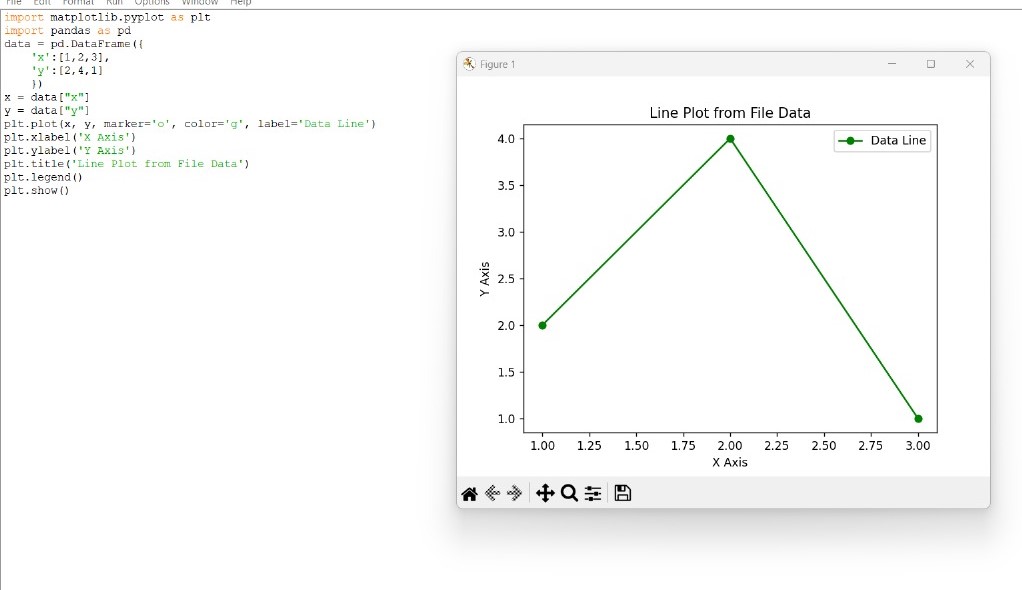 File Edit Format Run Options Window Help
import matplotlib.pyplot as plt
import pandas as pd
data = pd.DataFrame({
    'x':[1,2,3],
    'y':[2,4,1]
    })
x = data["x"]
y = data["y"]
plt.plot(x, y, marker='o', color='g', label='Data Line')
plt.xlabel('X Axis')
plt.ylabel('Y Axis')
plt.title('Line Plot from File Data')
plt.legend()
plt.show()
Figure 1
Line Plot from File Data
Data Line
4.0
3.5
3.0
2.5
2.0
1.5
1.0
Y Axis
1.00 1.25 1.50 1.75 2.00 2.25 2.50 2.75 3.00
X Axis